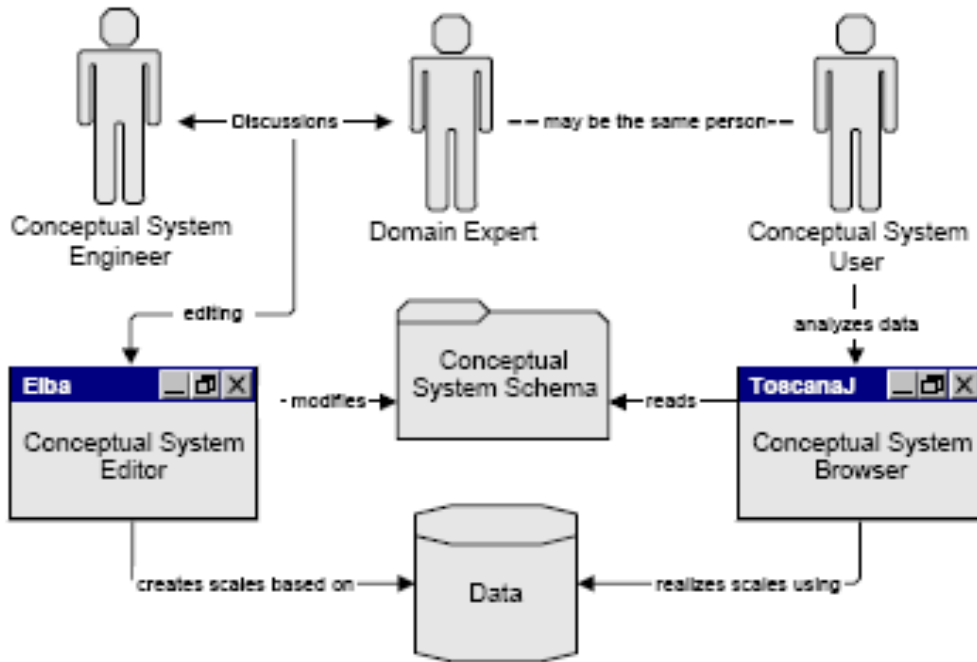 Discussions
may be the same person
Conceptual System
Engineer
Domain Expert
Conceptual System
User
editing
analyzes data
Elba
Conceptual System
Editor
modifies
Conceptual
System Schema
reads
ToscanaJ
Conceptual System
Browser
creates scales based on
Data
realizes scales using